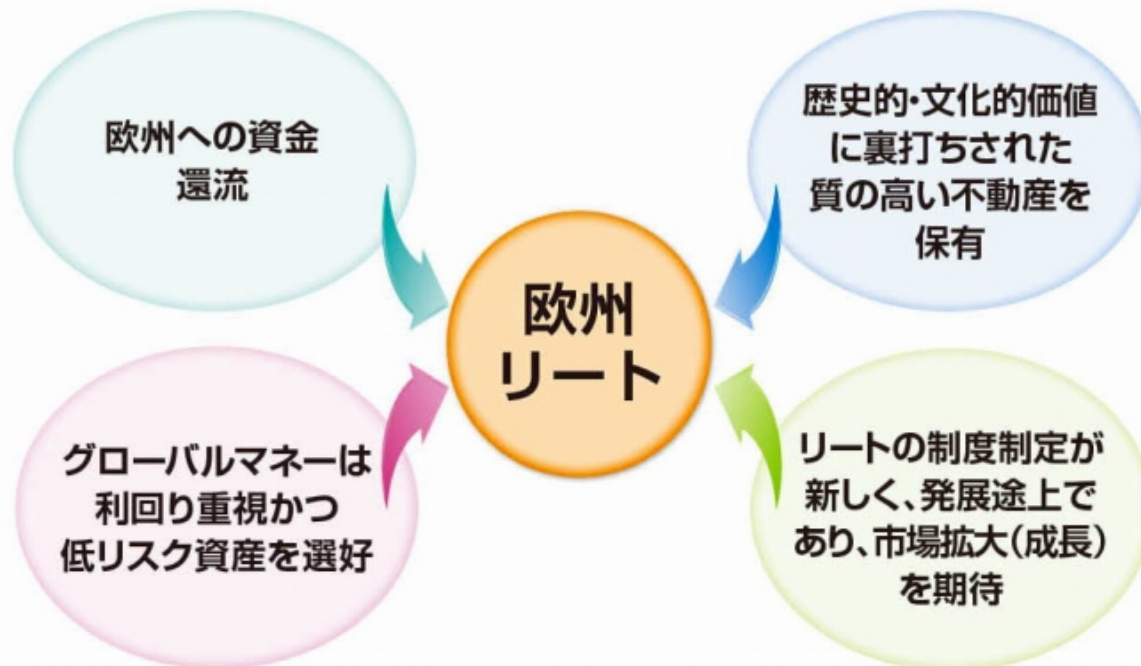 欧州への資金
還流
歴史的・文化的価値
に裏打ちされた
質の高い不動産を
保有
欧州
リート
グローバルマネーは
利回り重視かつ
低リスク資産を選好
リートの制度制定が
新しく、発展途上で
あり、市場拡大(成長)
を期待